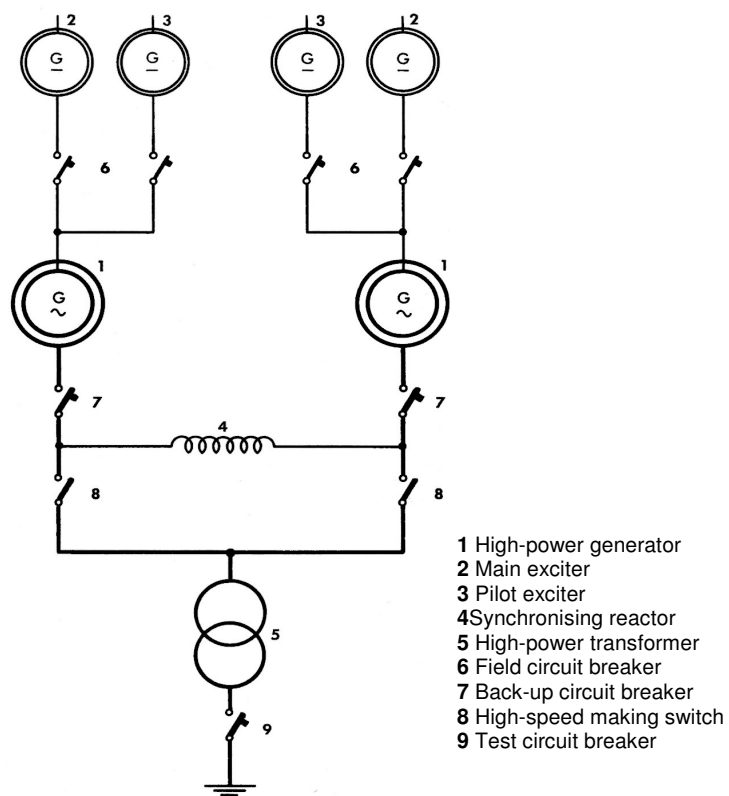 2 3 3 2
G G G G
6 6
1 1
G G
7 7
4
8 8
5
9
1 High-power generator
2 Main exciter
3 Pilot exciter
4Synchronising reactor
5 High-power transformer
6 Field circuit breaker
7 Back-up circuit breaker
8 High-speed making switch
9 Test circuit breaker